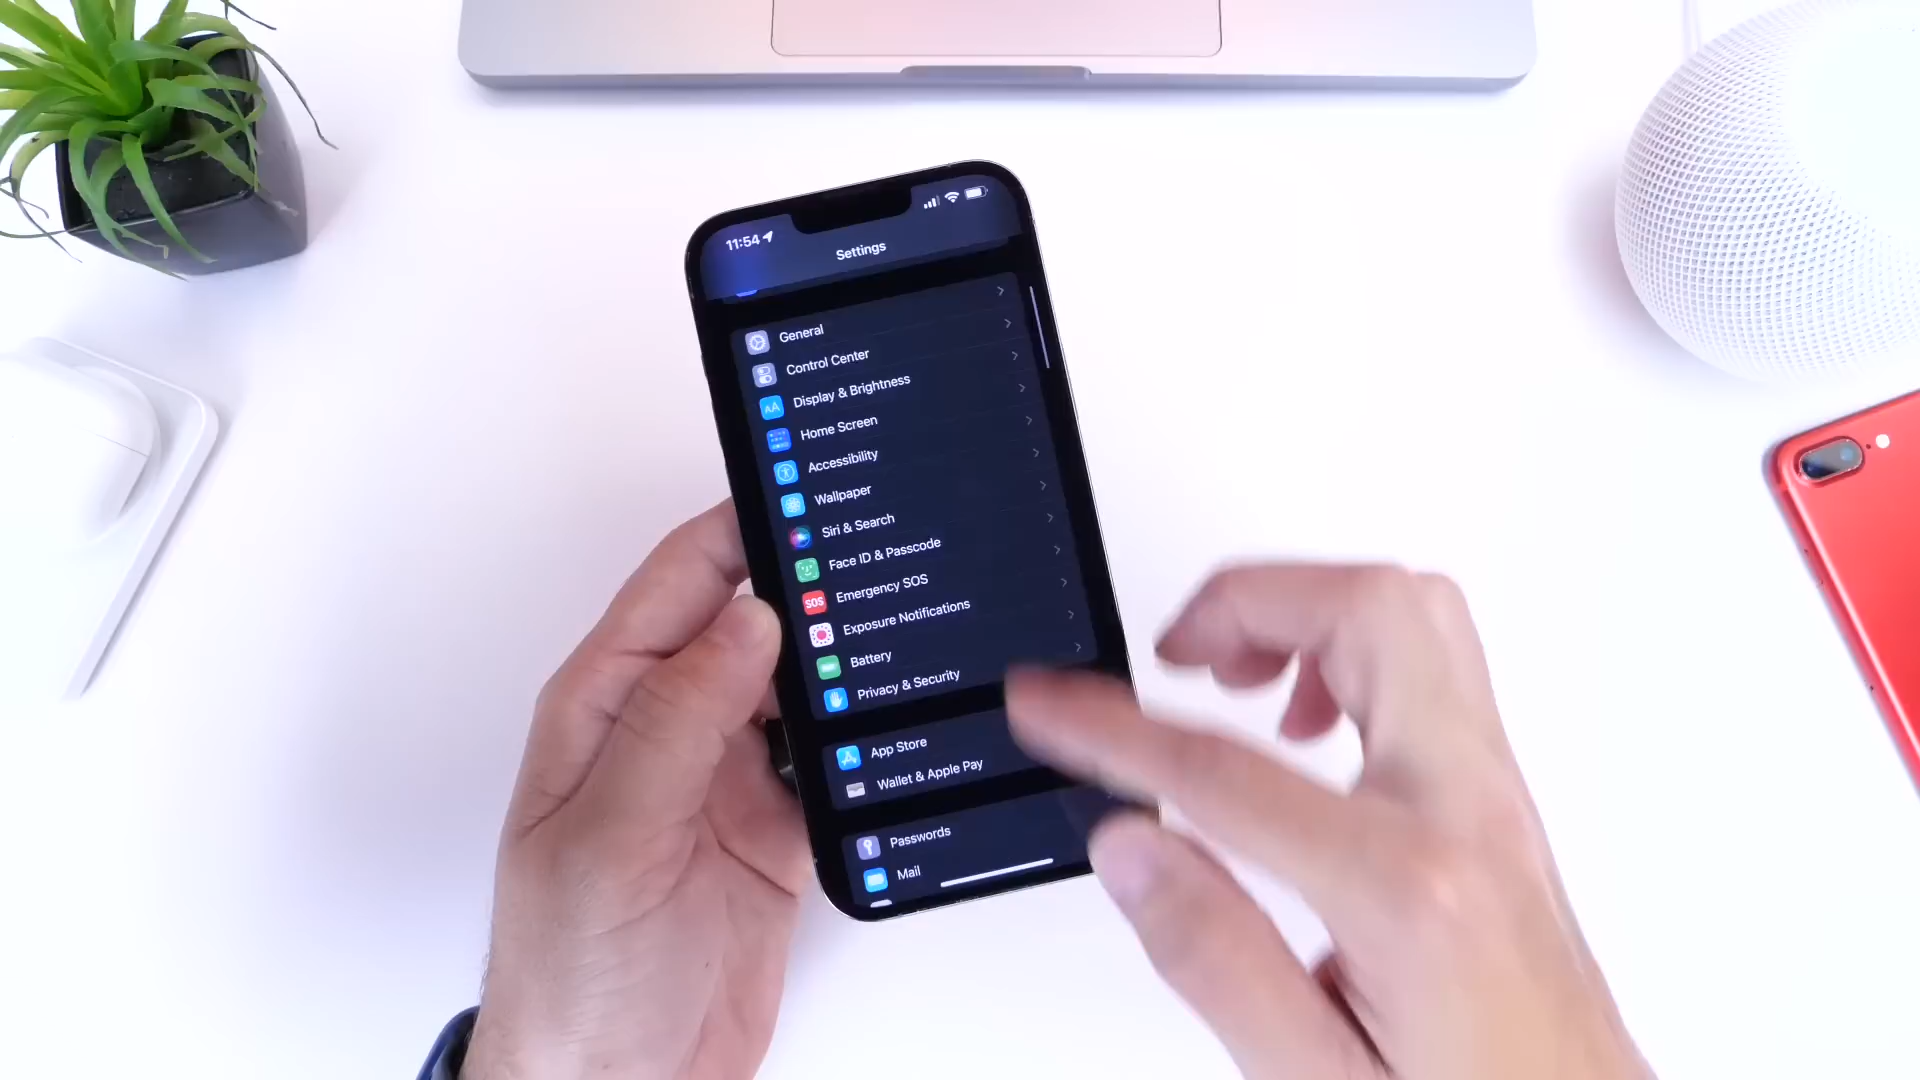 11:54
Settings
General
Control Center
AA
Display & Brightness
Home Screen
Accessibility
Wallpaper
Siri & Search
Face ID & Passcode
SOS
Emergency SOS
Exposure Notifications
Battery
Privacy & Security
App Store
Wallet & Apple Pay
Passwords
Mail